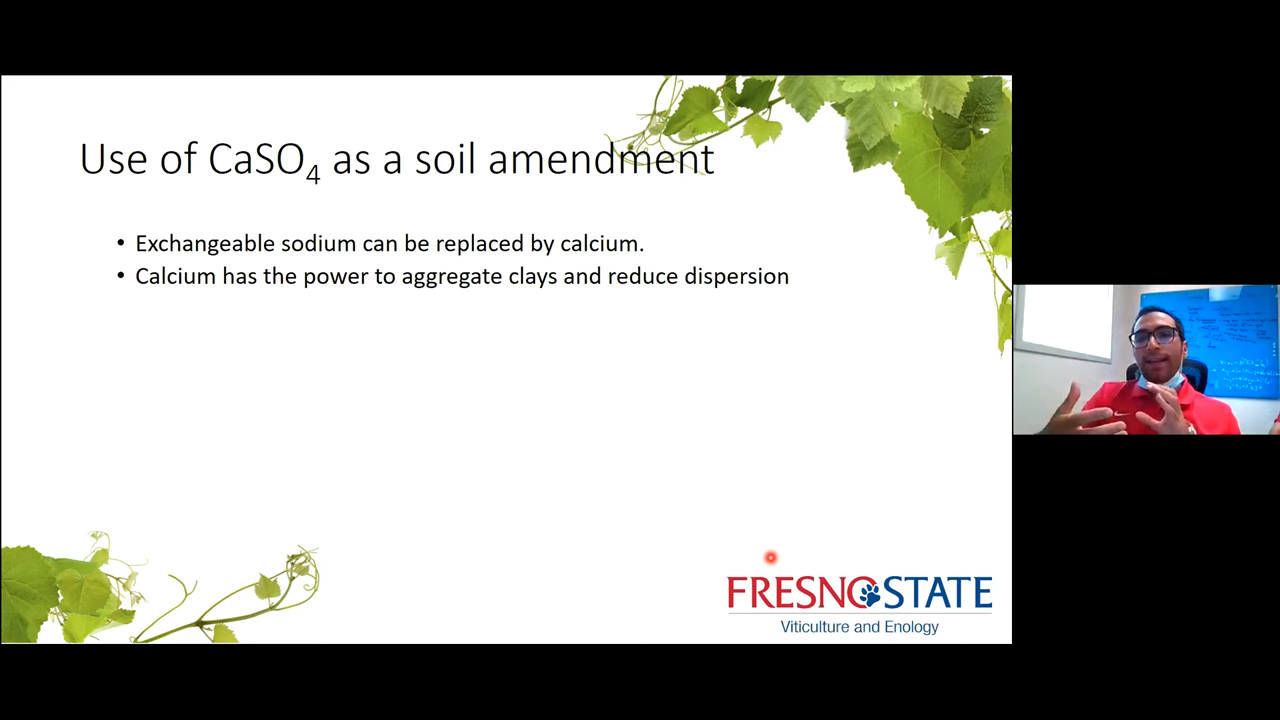 Use of CaSO₄ as a soil amendment
• Exchangeable sodium can be replaced by calcium.
• Calcium has the power to aggregate clays and reduce dispersion
FRESNO STATE
Viticulture and Enology